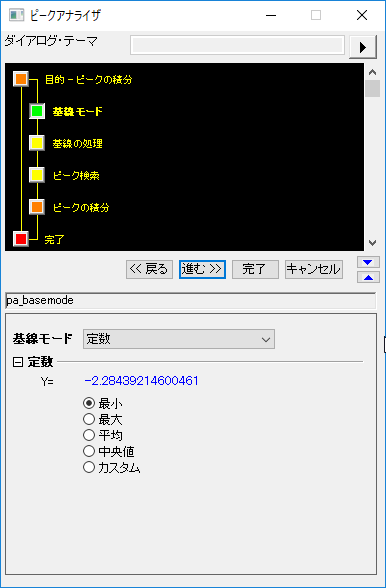 ピークアナライザ
ダイアログ・テーマ
目的 - ピークの積分
基線モード
基線の処理
ピーク検索
ピークの積分
完了
<< 戻る 進む >> 完了 キャンセル
pa_basemode
基線モード 定数
定数
Y= -2.28439214600461
最小
最大
平均
中央値
カスタム